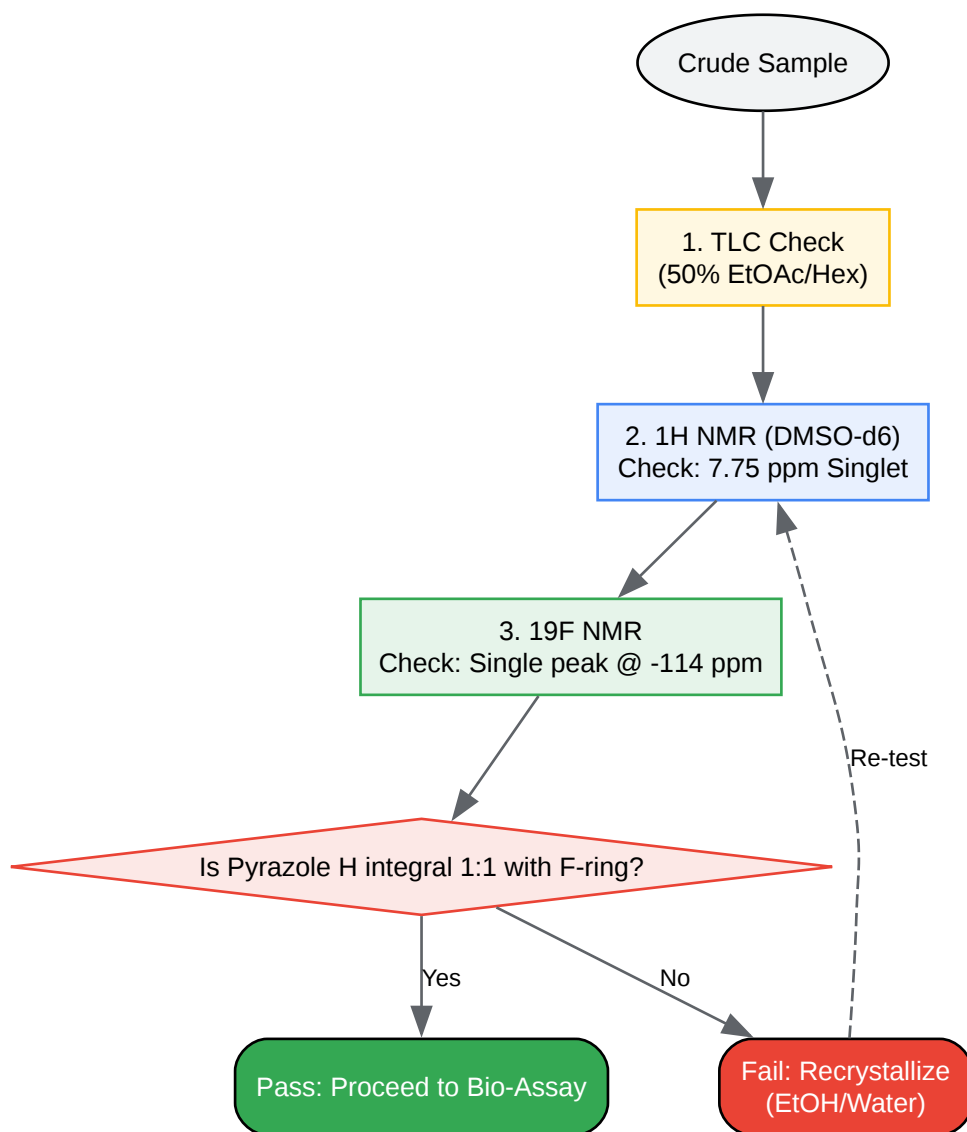 Crude Sample
1. TLC Check
(50% EtOAc/Hex)
2. 1H NMR (DMSO-d6)
Check: 7.75 ppm Singlet
3. 19F NMR
Check: Single peak @ -114 ppm
Re-test
Is Pyrazole H integral 1:1 with F-ring?
Yes
No
Pass: Proceed to Bio-Assay
Fail: Recrystallize
(EtOH/Water)